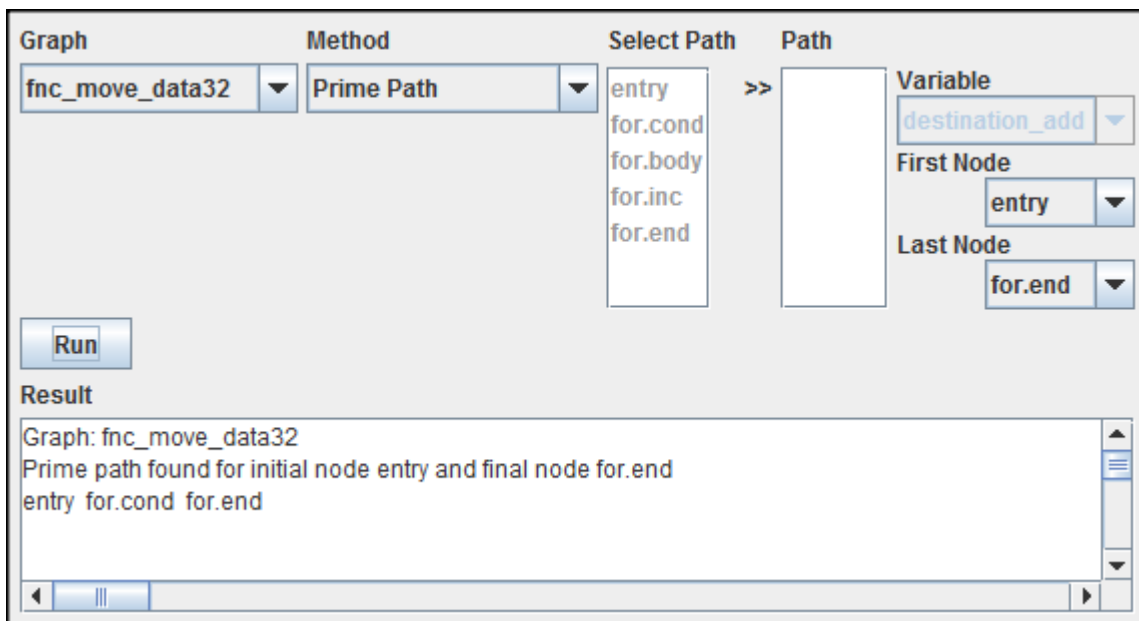 Graph Method Select Path Path
fnc_move_data32 Prime Path entry >> Variable
for.cond destination_add
for.body First Node
for.inc entry
for.end Last Node
for.end
Run
Result
Graph: fnc_move_data32
Prime path found for initial node entry and final node for.end
entry for.cond for.end